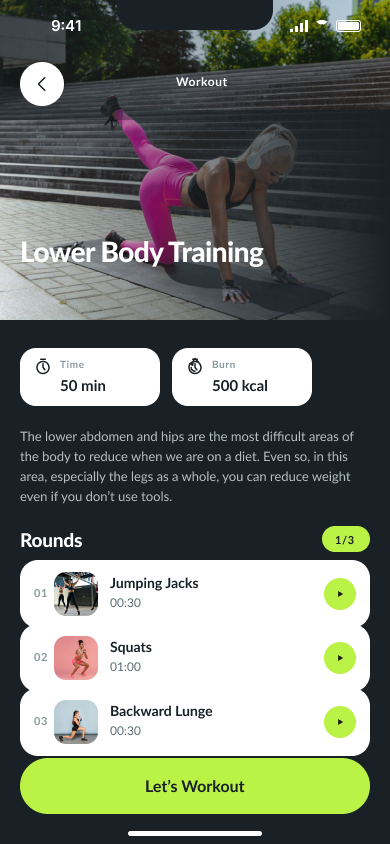 9:41
Workout
Lower Body Training
Time
50 min
Burn
500 kcal
The lower abdomen and hips are the most difficult areas of
the body to reduce when we are on a diet. Even so, in this
area, especially the legs as a whole, you can reduce weight
even if you don’t use tools.
Rounds
1/3
01
Jumping Jacks
00:30
02
Squats
01:00
03
Backward Lunge
00:30
Let’s Workout